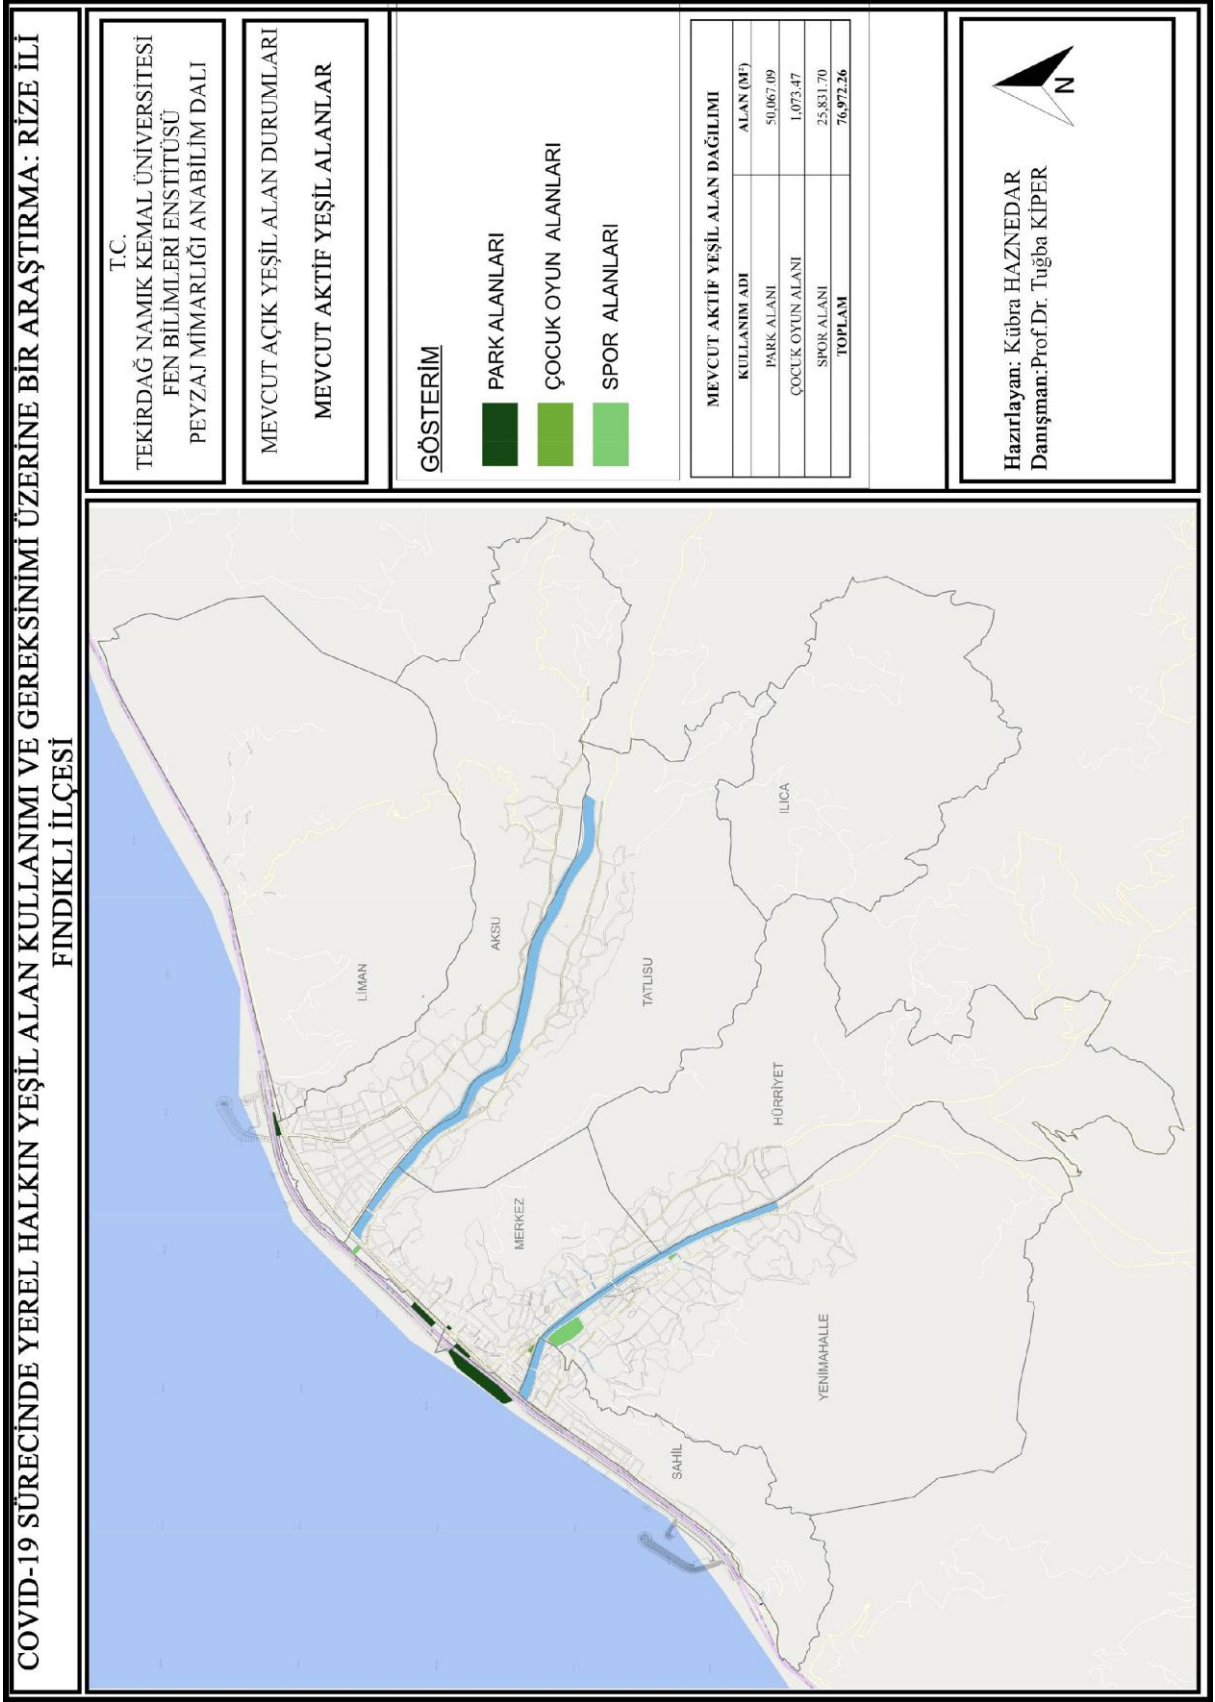 COVID-19 SÜRECİNDE YEREL HALKIN YEŞİL ALAN KULLANIMI VE GEREKSİNİMİ ÜZERİNE BİR ARAŞTIRMA: RİZE İLİ
FINDIKLI İLÇESİ
T.C.
TEKİRDAĞ NAMIK KEMAL ÜNİVERSİTESİ
FEN BİLİMLERİ ENSTİTÜSÜ
PEYZAJ MİMARLIĞI ANABİLİM DALI
MEVCUT AÇIK YEŞİL ALAN DURUMLARI
MEVCUT AKTİF YEŞİL ALANLAR
GÖSTERİM
PARK ALANLARI
ÇOCUK OYUN ALANLARI
SPOR ALANLARI
MEVCUT AKTİF YEŞİL ALAN DAĞILIMI
KULLANIM ADI ALAN (M²)
PARK ALANI 50,067.09
ÇOCUK OYUN ALANI 1,073.47
SPOR ALANI 25,831.70
TOPLAM 76,972.26
N
Hazırlayan: Kübra HAZNEDAR
Danışman:Prof.Dr. Tuğba KİPER
LİMAN
AKSU
TATLISU
ILICA
MERKEZ
HÜRRİYET
SAHİL
YENİMAHALLE